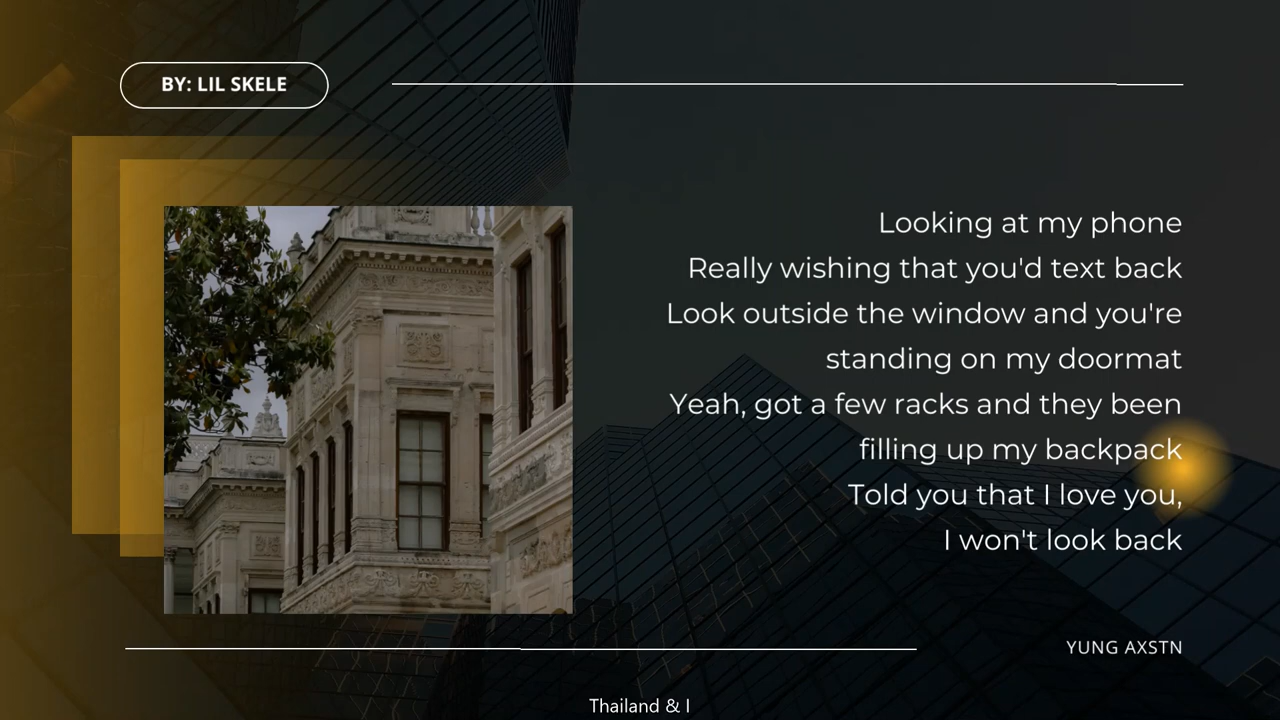 BY: LIL SKELE
Looking at my phone
Really wishing that you'd text back
Look outside the window and you're
standing on my doormat
Yeah, got a few racks and they been
filling up my backpack
Told you that I love you,
I won't look back
YUNG AXSTN
Thailand & I